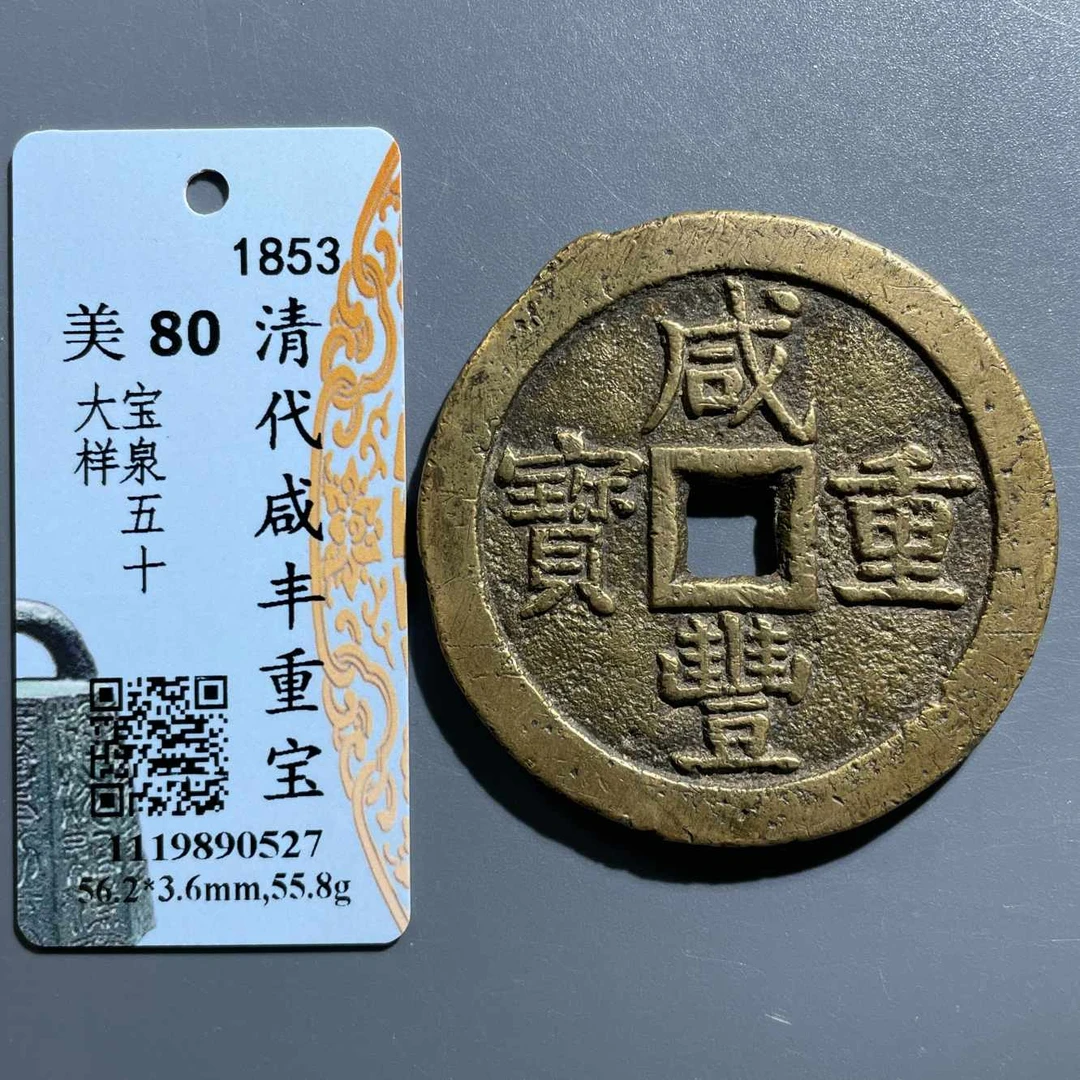 1853
清代咸丰重宝
美 80
宝泉五十
大样
1119890527
56.2*3.6mm,55.8g
咸豐重寶